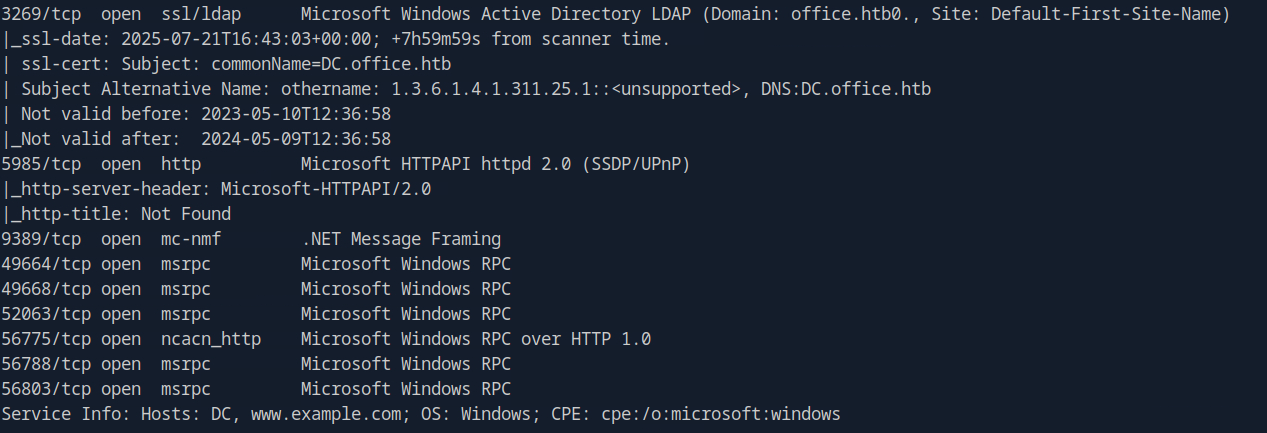 3269/tcp  open  ssl/ldap      Microsoft Windows Active Directory LDAP (Domain: office.htb0., Site: Default-First-Site-Name)
|_ssl-date: 2025-07-21T16:43:03+00:00; +7h59m59s from scanner time.
| ssl-cert: Subject: commonName=DC.office.htb
| Subject Alternative Name: othername: 1.3.6.1.4.1.311.25.1::<unsupported>, DNS:DC.office.htb
| Not valid before: 2023-05-10T12:36:58
|_Not valid after:  2024-05-09T12:36:58
5985/tcp  open  http          Microsoft HTTPAPI httpd 2.0 (SSDP/UPnP)
|_http-server-header: Microsoft-HTTPAPI/2.0
|_http-title: Not Found
9389/tcp  open  mc-nmf        .NET Message Framing
49664/tcp open  msrpc         Microsoft Windows RPC
49668/tcp open  msrpc         Microsoft Windows RPC
52063/tcp open  msrpc         Microsoft Windows RPC
56775/tcp open  ncacn_http    Microsoft Windows RPC over HTTP 1.0
56788/tcp open  msrpc         Microsoft Windows RPC
56803/tcp open  msrpc         Microsoft Windows RPC
Service Info: Hosts: DC, www.example.com; OS: Windows; CPE: cpe:/o:microsoft:windows